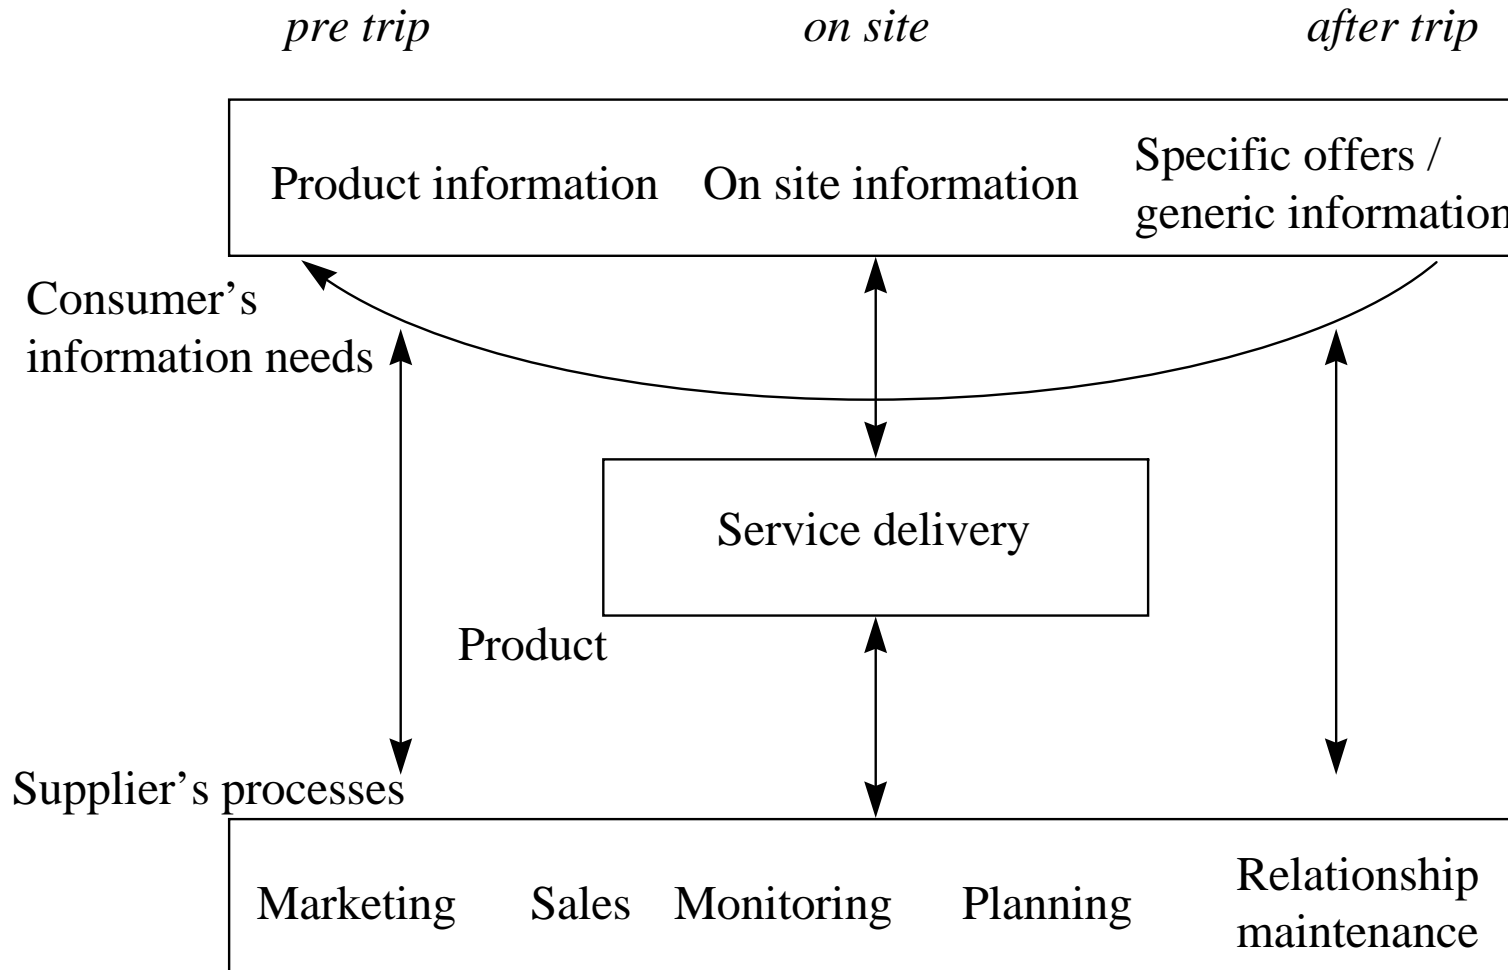 pre trip on site after trip
Product information On site information Specific offers /
generic information
Consumer’s
information needs
Service delivery
Product
Supplier’s processes
Marketing Sales Monitoring Planning Relationship
maintenance